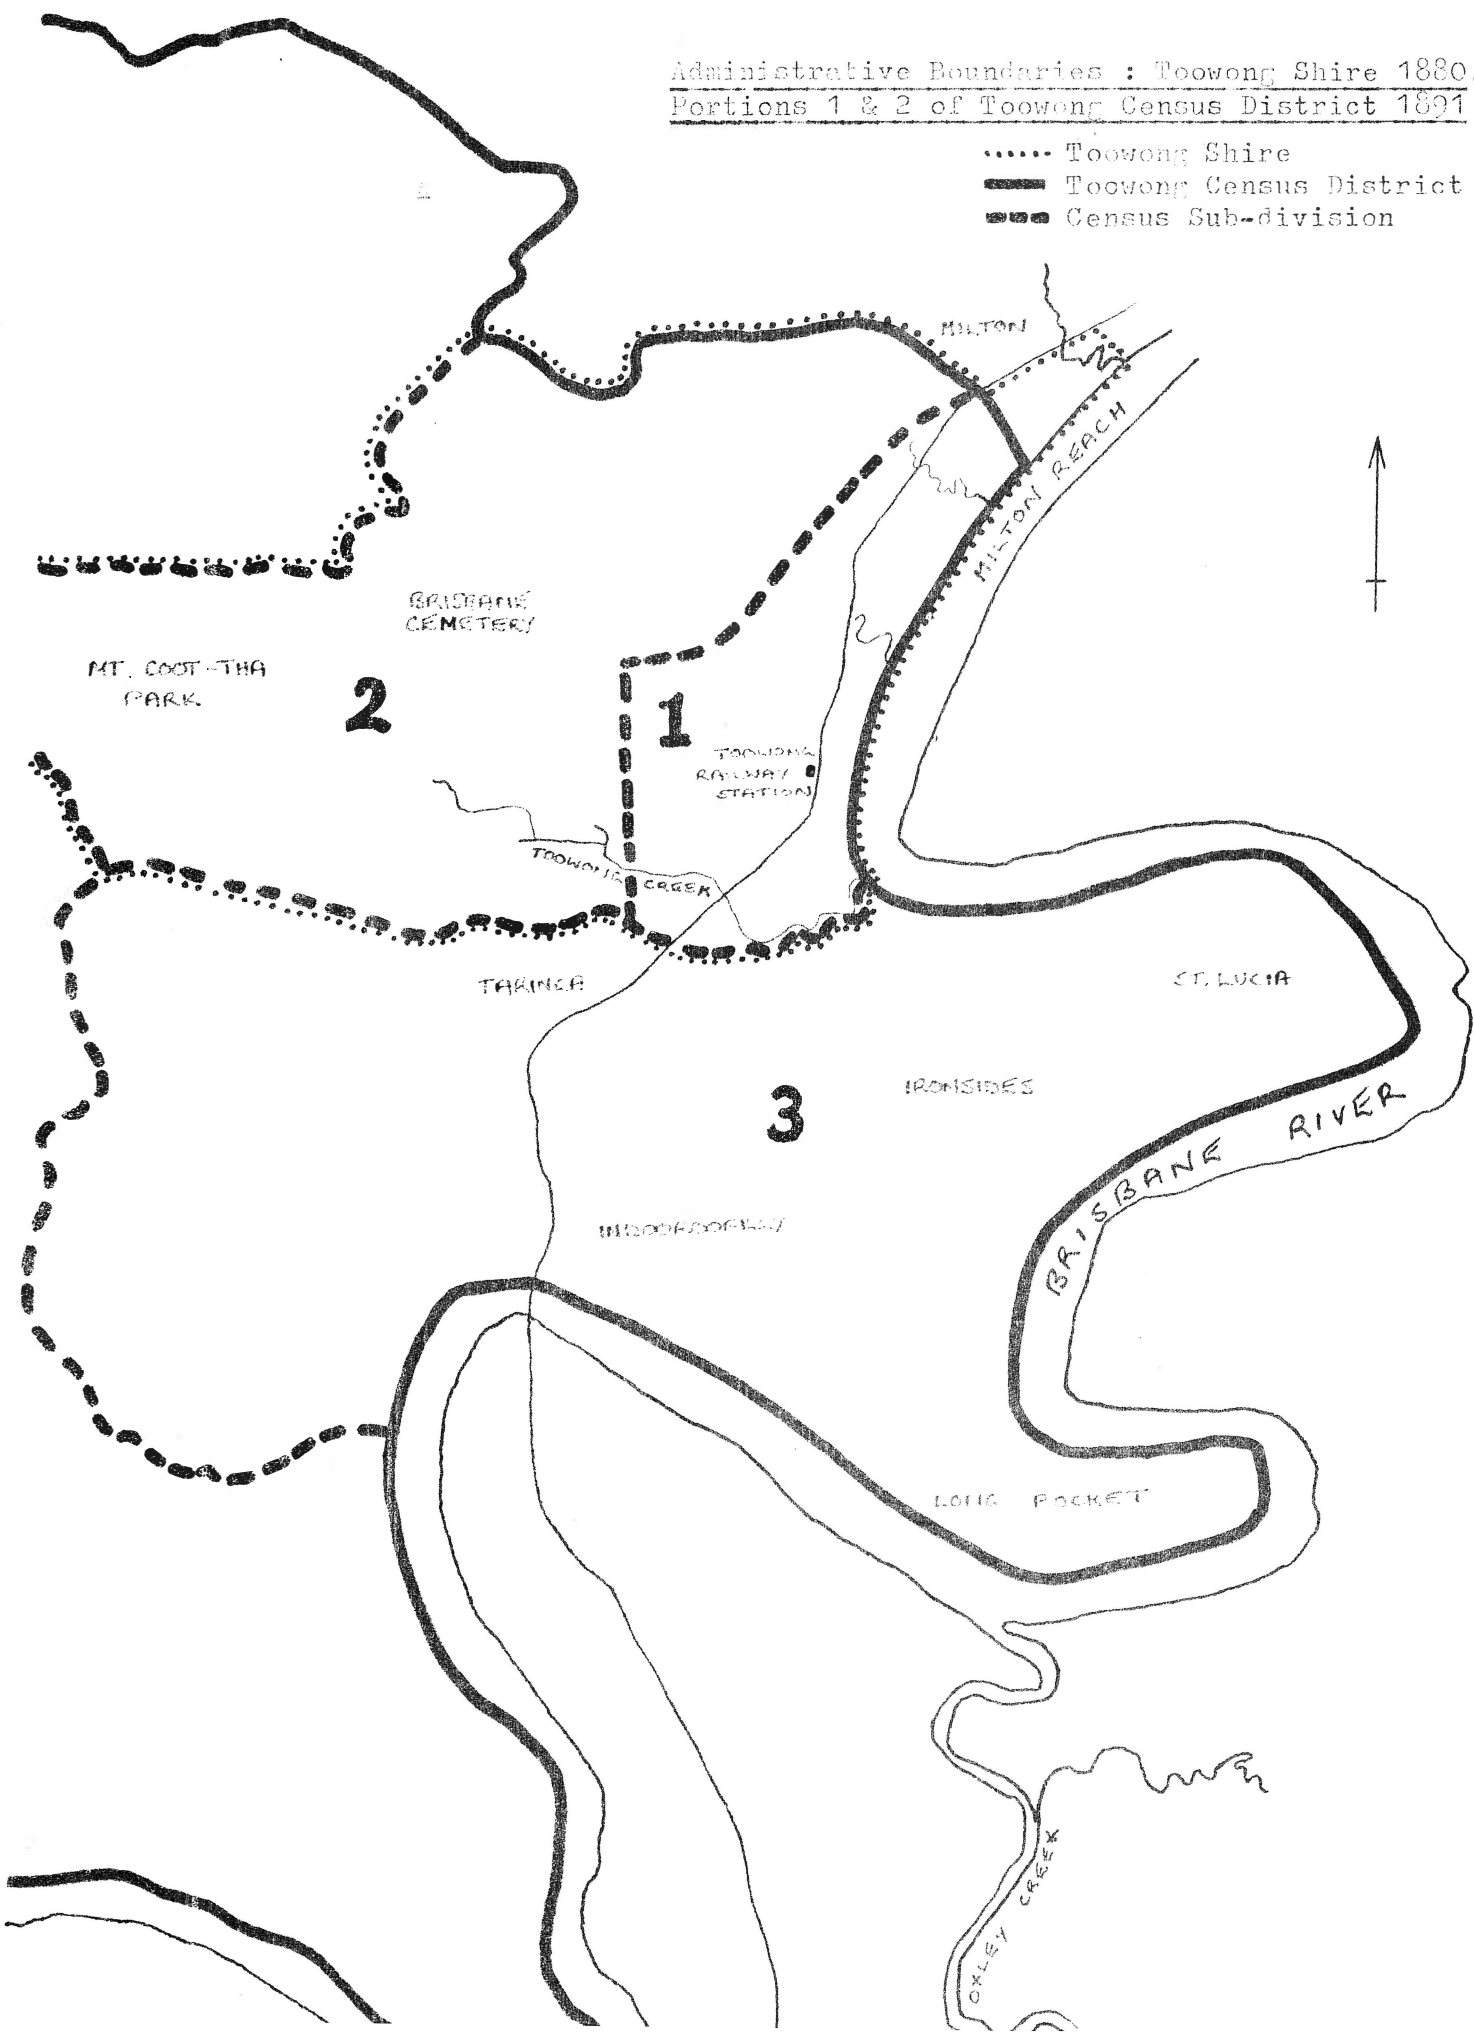 Administrative Boundaries : Toowong Shire 1880.
Portions 1 & 2 of Toowong Census District 1891
Toowong Shire
Toowong Census District
Census Sub-division
4
MILTON
MILTON REACH
BRISBANE
CEMETERY
MT. COOT-THA
PARK
2
1
TOOWONG
RAILWAY
STATION
TOOWONG CREEK
TARINGA
ST. LUCIA
IRONSIDES
3
BRISBANE RIVER
INDOOROOPILLY
LONG POCKET
OXLEY CREEK